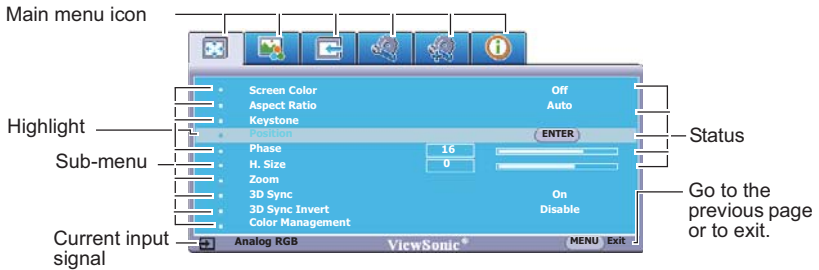 Main menu icon
Screen Color Off
Aspect Ratio Auto
Keystone
Highlight
Position ENTER
Status
Phase 16
Sub-menu
H. Size 0
Zoom
3D Sync On
3D Sync Invert Disable
Color Management
Go to the
previous page
or to exit.
Current input
signal
Analog RGB ViewSonic® MENU Exit